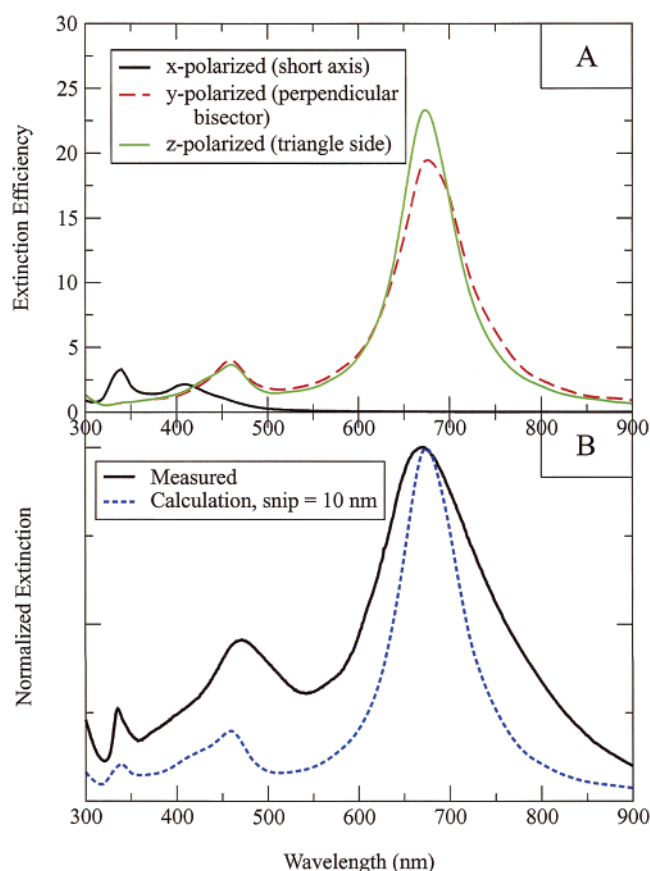 30
25
20
15
10
5
0
Extinction Efficiency
A
x-polarized (short axis)
y-polarized (perpendicular
bisector)
z-polarized (triangle side)
300 400 500 600 700 800 900
B
Measured
Calculation, snip = 10 nm
Normalized Extinction
300 400 500 600 700 800 900
Wavelength (nm)